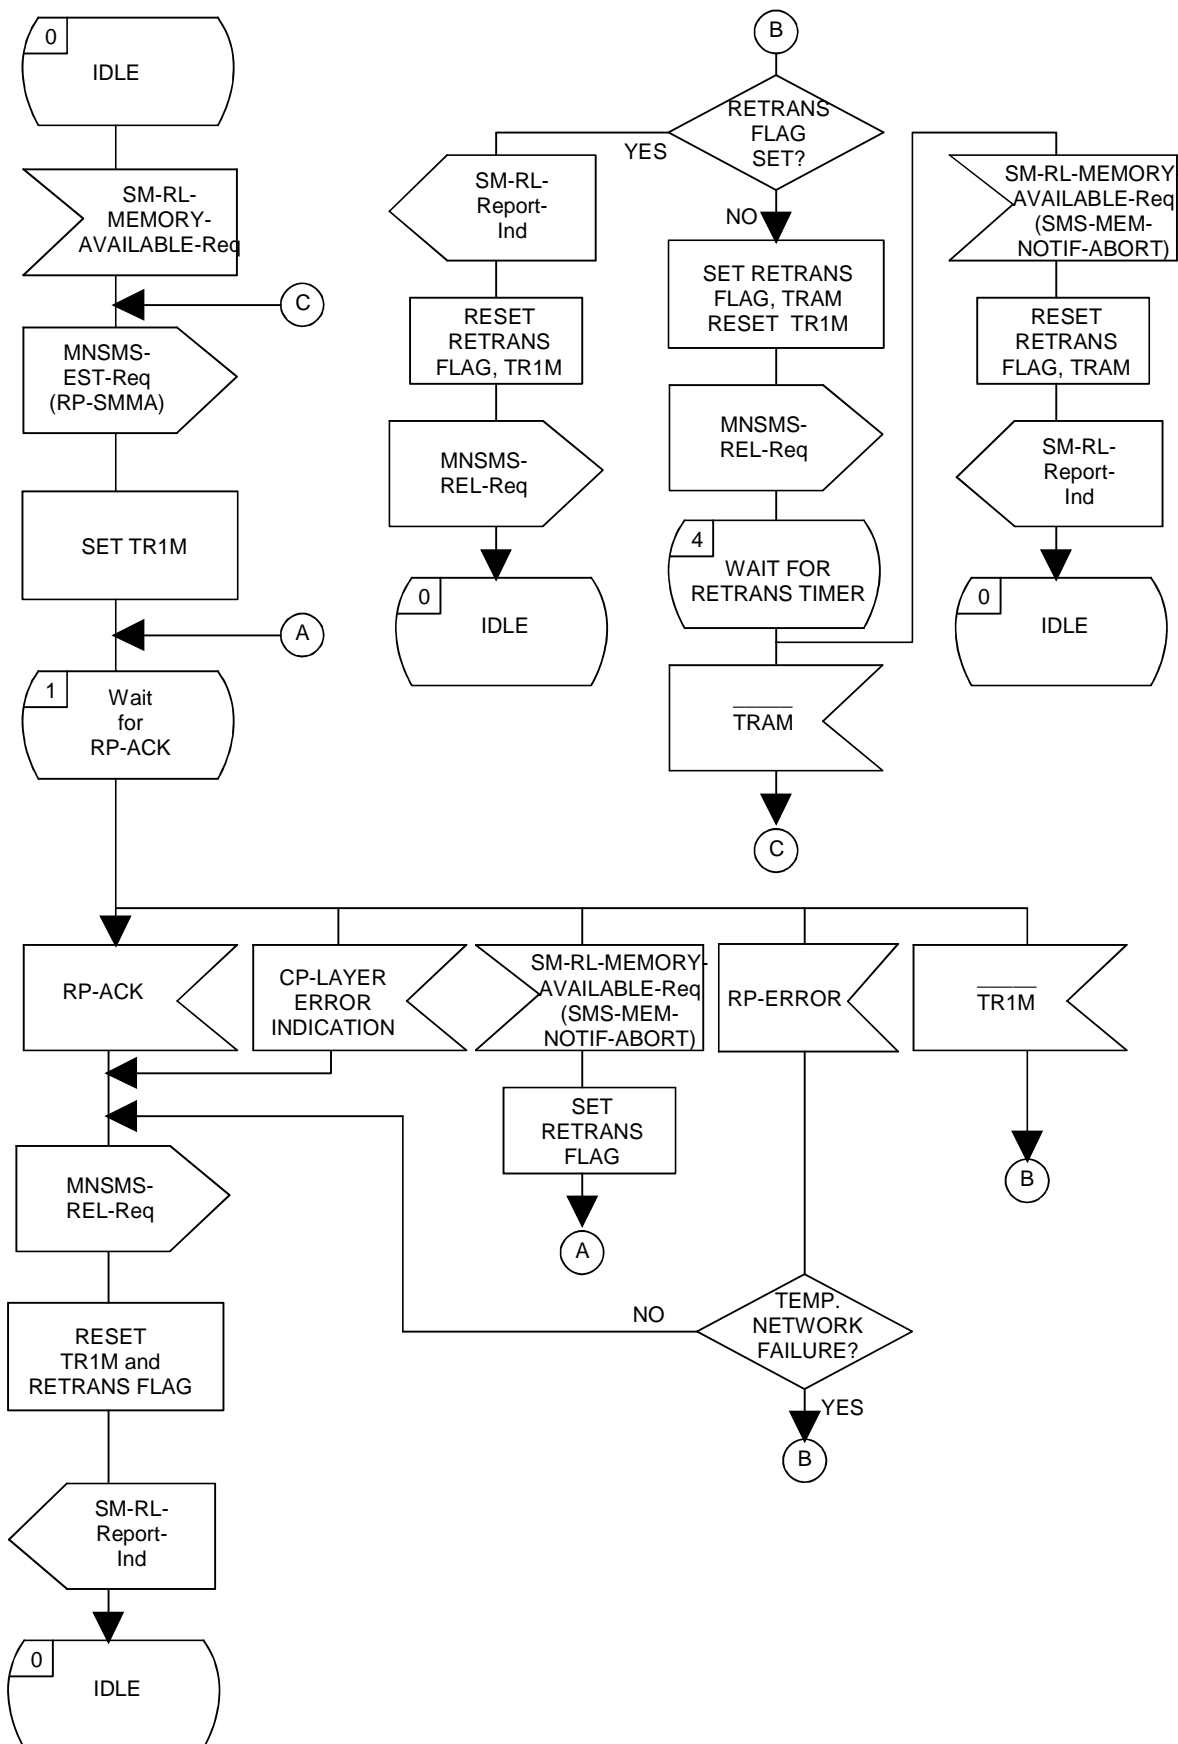 0
IDLE
SM-RL-
MEMORY-
AVAILABLE-Req
C
MNSMS-
EST-Req
(RP-SMMA)
SET TR1M
A
1
Wait
for
RP-ACK
B
RETRANS
FLAG
SET?
YES
NO
SM-RL-
Report-
Ind
RESET
RETRANS
FLAG, TR1M
MNSMS-
REL-Req
0
IDLE
SET RETRANS
FLAG, TRAM
RESET TR1M
MNSMS-
REL-Req
4
WAIT FOR
RETRANS TIMER
TRAM
C
SM-RL-MEMORY
AVAILABLE-Req
(SMS-MEM-
NOTIF-ABORT)
RESET
RETRANS
FLAG, TRAM
SM-RL-
Report-
Ind
0
IDLE
RP-ACK
CP-LAYER
ERROR
INDICATION
SM-RL-MEMORY-
AVAILABLE-Req
(SMS-MEM-
NOTIF-ABORT)
RP-ERROR
TR1M
SET
RETRANS
FLAG
A
B
MNSMS-
REL-Req
NO
TEMP.
NETWORK
FAILURE?
YES
B
RESET
TR1M and
RETRANS FLAG
SM-RL-
Report-
Ind
0
IDLE